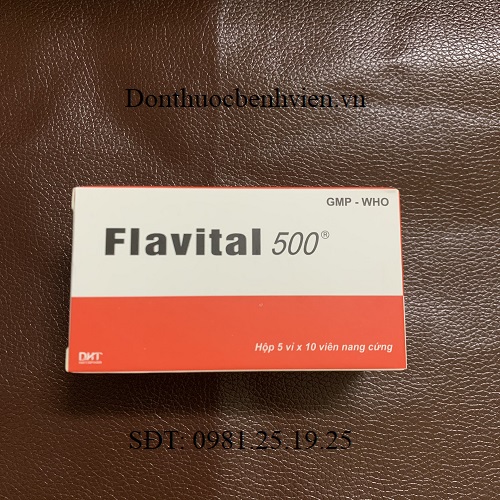 Donthuocbenhvien.vn
GMP - WHO
Flavital 500®
Hộp 5 vỉ x 10 viên nang cứng
DHT
SĐT: 0981.25.19.25